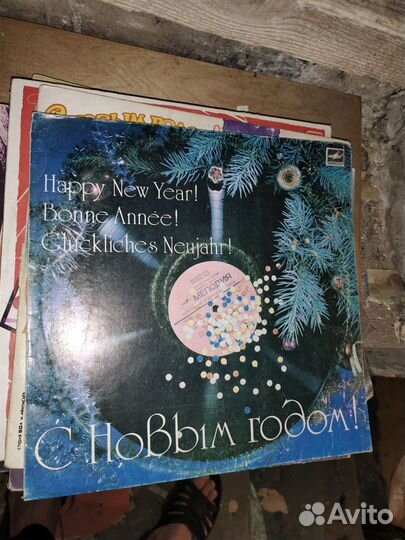 Happy New Year!
Bonne Année!
Glückliches Neujahr!
МЕЛОДИЯ
С Новым годом!
Avito